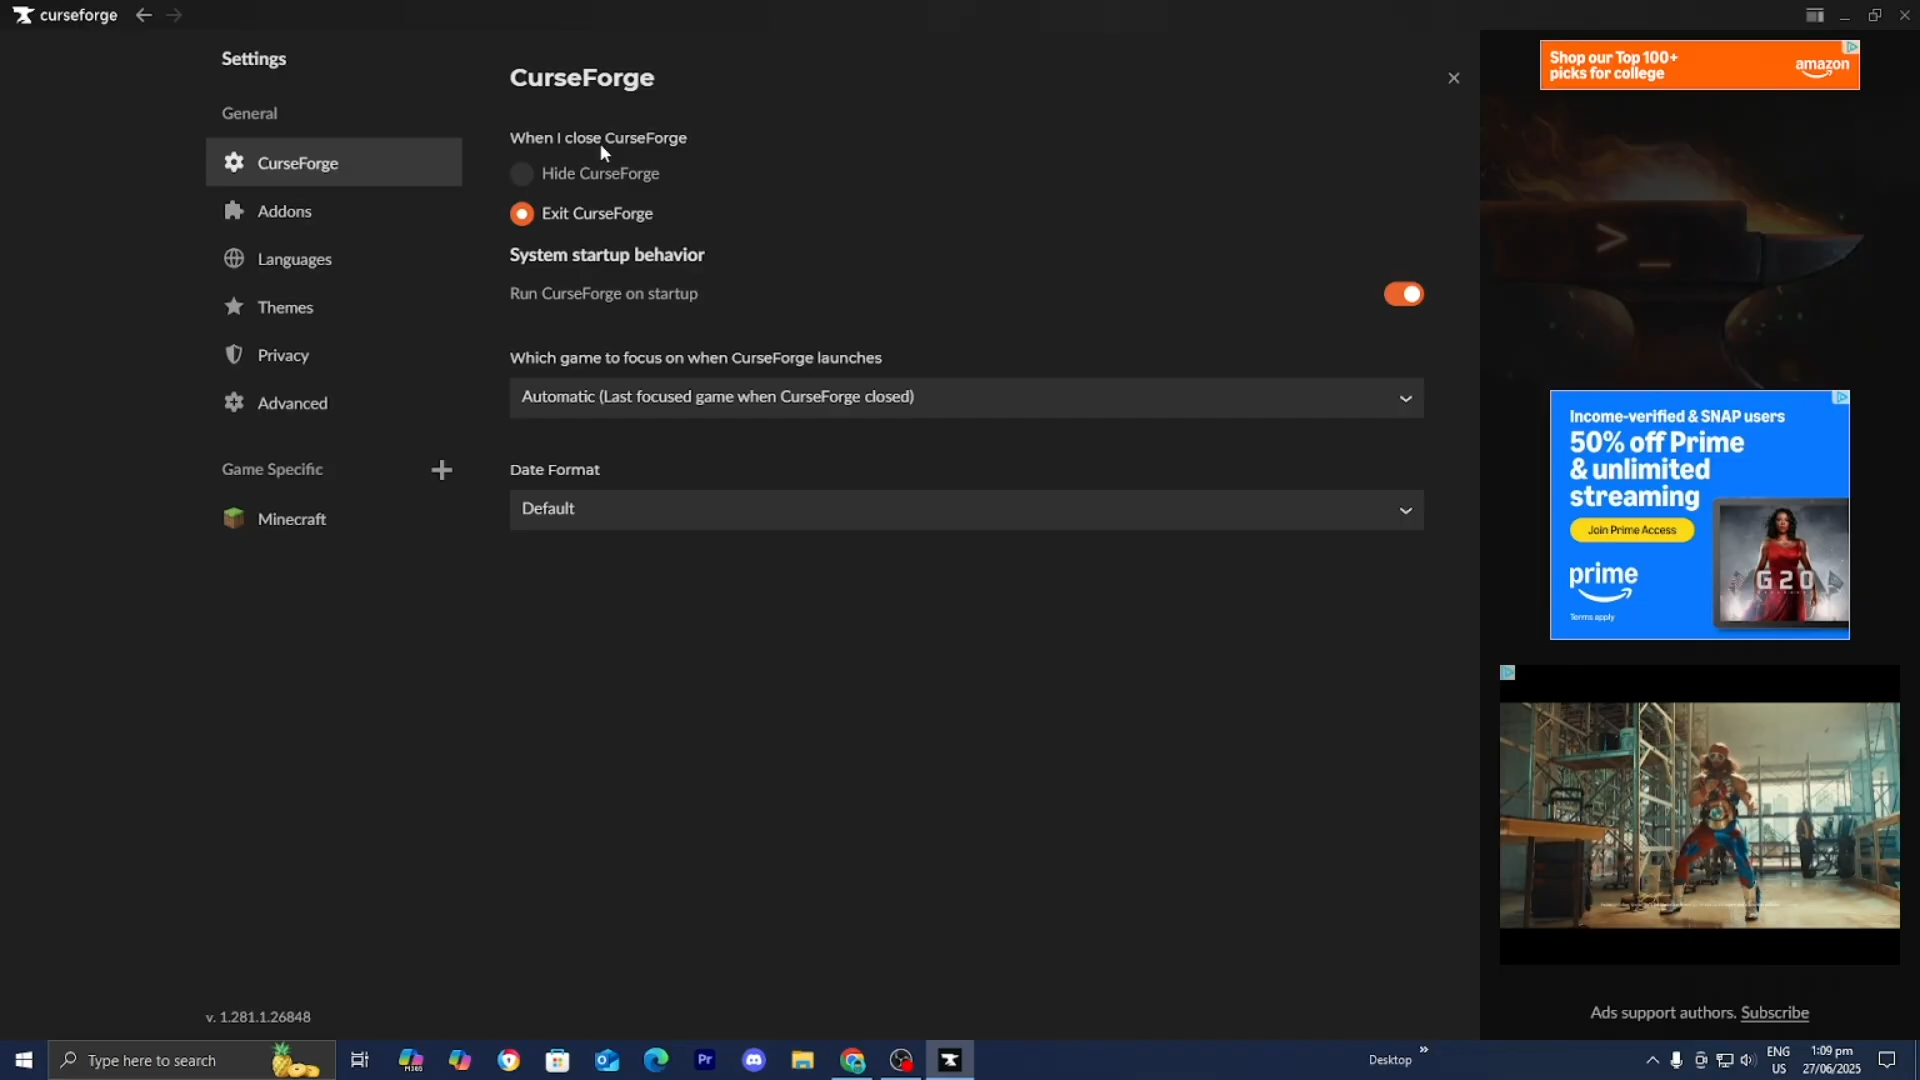 curseforge
Settings
General
CurseForge
Addons
Languages
Themes
Privacy
Advanced
Game Specific
Minecraft
v. 1.281.1.26848
CurseForge
When I close CurseForge
Hide CurseForge
Exit CurseForge
System startup behavior
Run CurseForge on startup
Which game to focus on when CurseForge launches
Automatic (Last focused game when CurseForge closed)
Date Format
Default
Shop our Top 100+
picks for college
amazon
>_
Income-verified & SNAP users
50% off Prime
& unlimited
streaming
Join Prime Access
prime
Terms apply
G20
Ads support authors. Subscribe
Type here to search
M365
Pr
Desktop
ENG
US
1:09 pm
27/06/2025